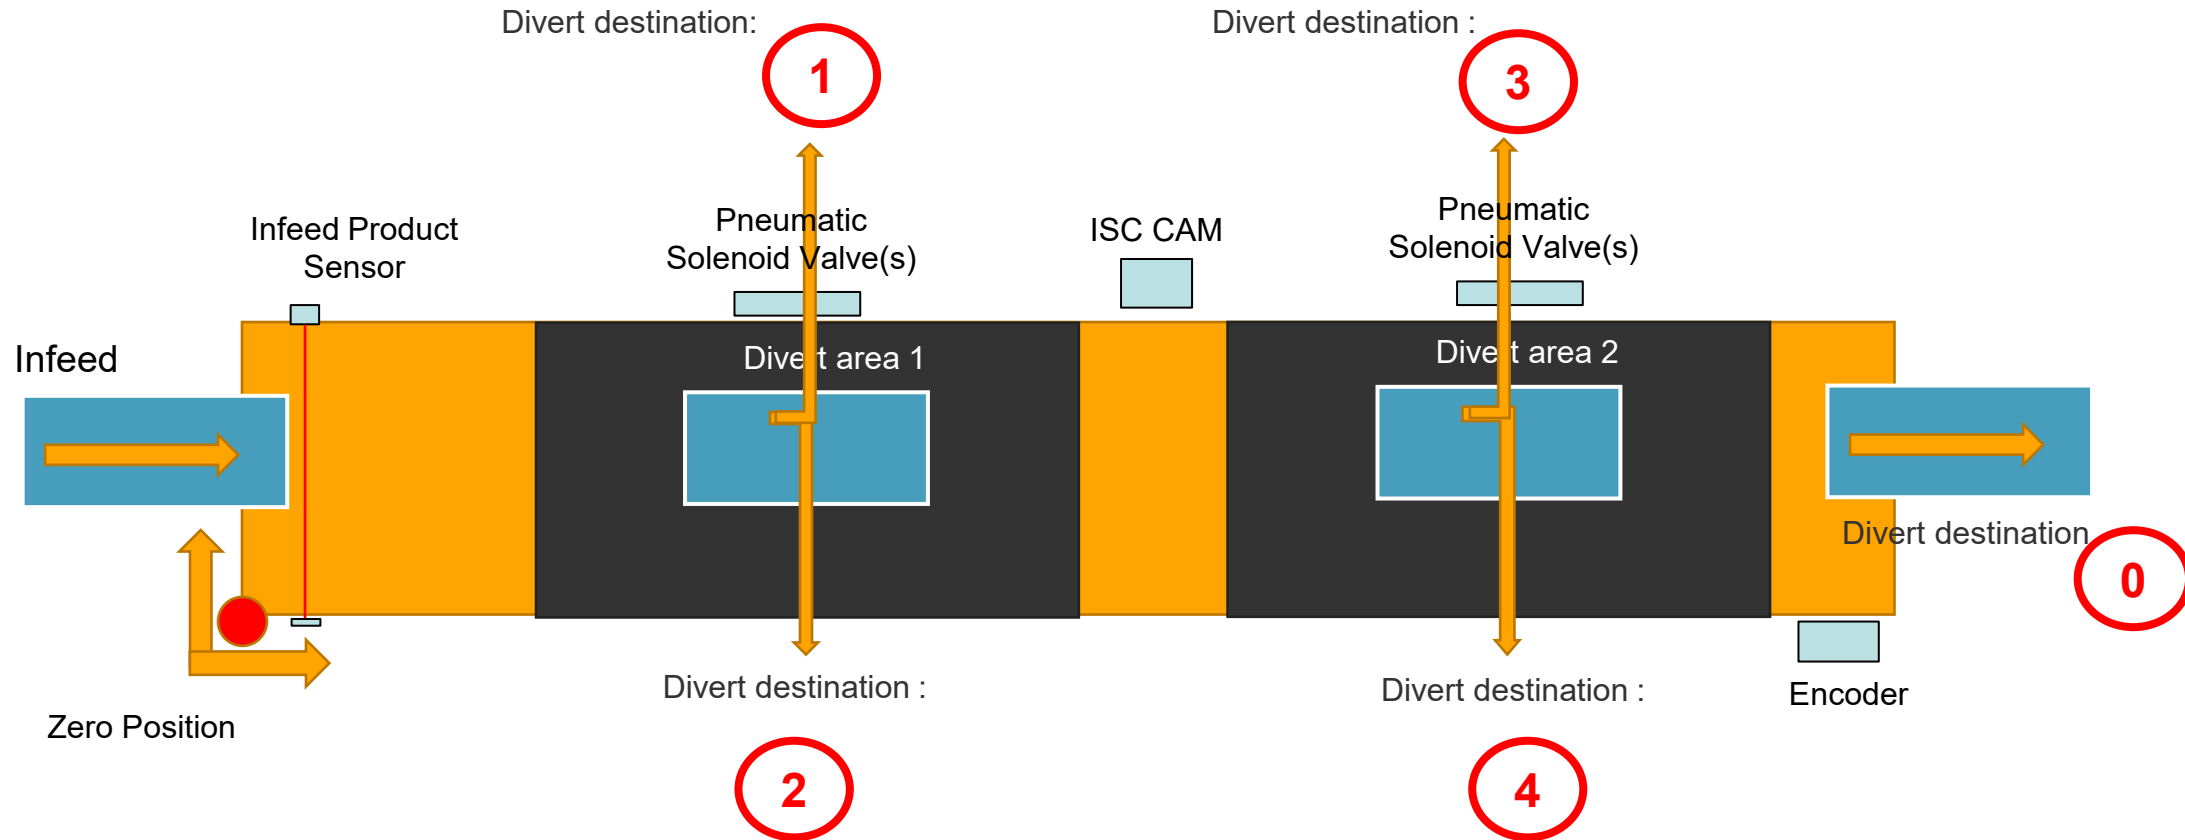 Divert destination:
1
Divert destination :
3
Infeed Product
Sensor
Pneumatic
Solenoid Valve(s)
ISC CAM
Pneumatic
Solenoid Valve(s)
Infeed
Divert area 1
Divert area 2
Divert destination
0
Zero Position
Divert destination :
2
Divert destination :
4
Encoder